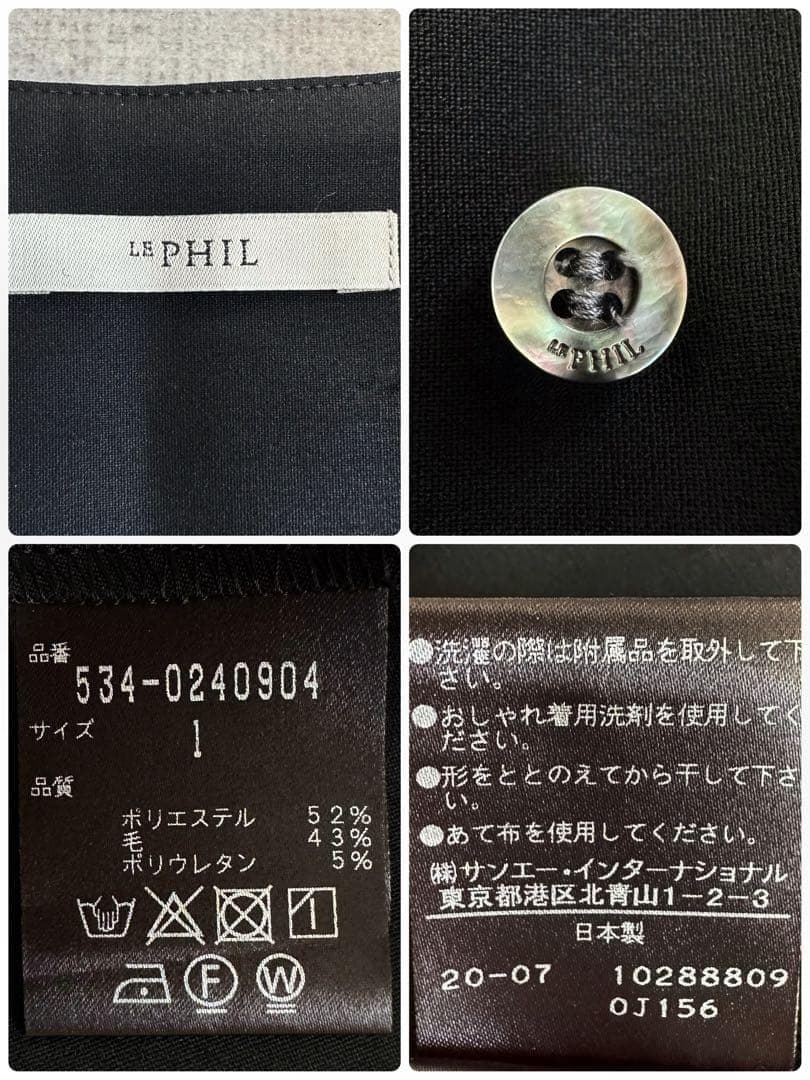 LE PHIL
LE PHIL
品番
534-0240904
サイズ
1
品質
ポリエステル 52%
毛 43%
ポリウレタン 5%
F W
●洗濯の際は附属品を取外して下
さい。
●おしゃれ着用洗剤を使用してく
ださい。
●形をととのえてから干して下さ
い。
●あて布を使用してください。
㈱サンエー・インターナショナル
東京都港区北青山1-2-3
日本製
20-07 10288809
0J156